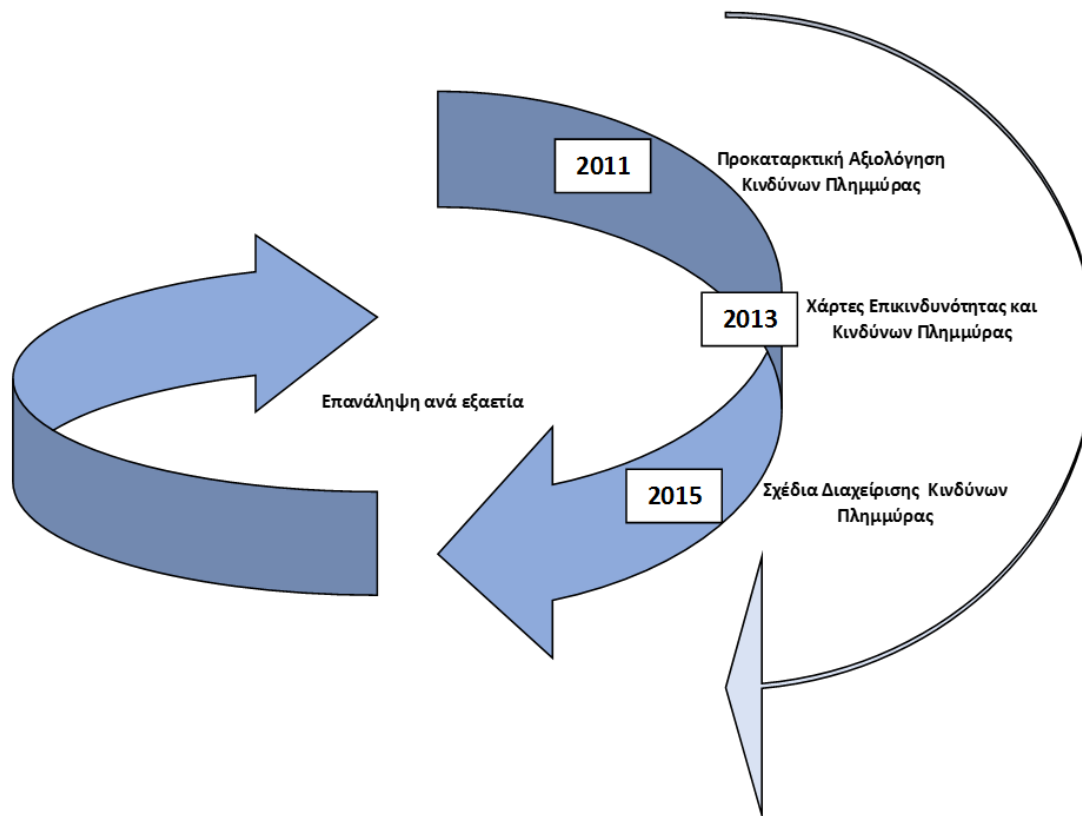 2011
Προκαταρκτική Αξιολόγηση
Κινδύνων Πλημμύρας
2013
Χάρτες Επικινδυνότητας και
Κινδύνων Πλημμύρας
Επανάληψη ανά εξαετία
2015
Σχέδια Διαχείρισης Κινδύνων
Πλημμύρας